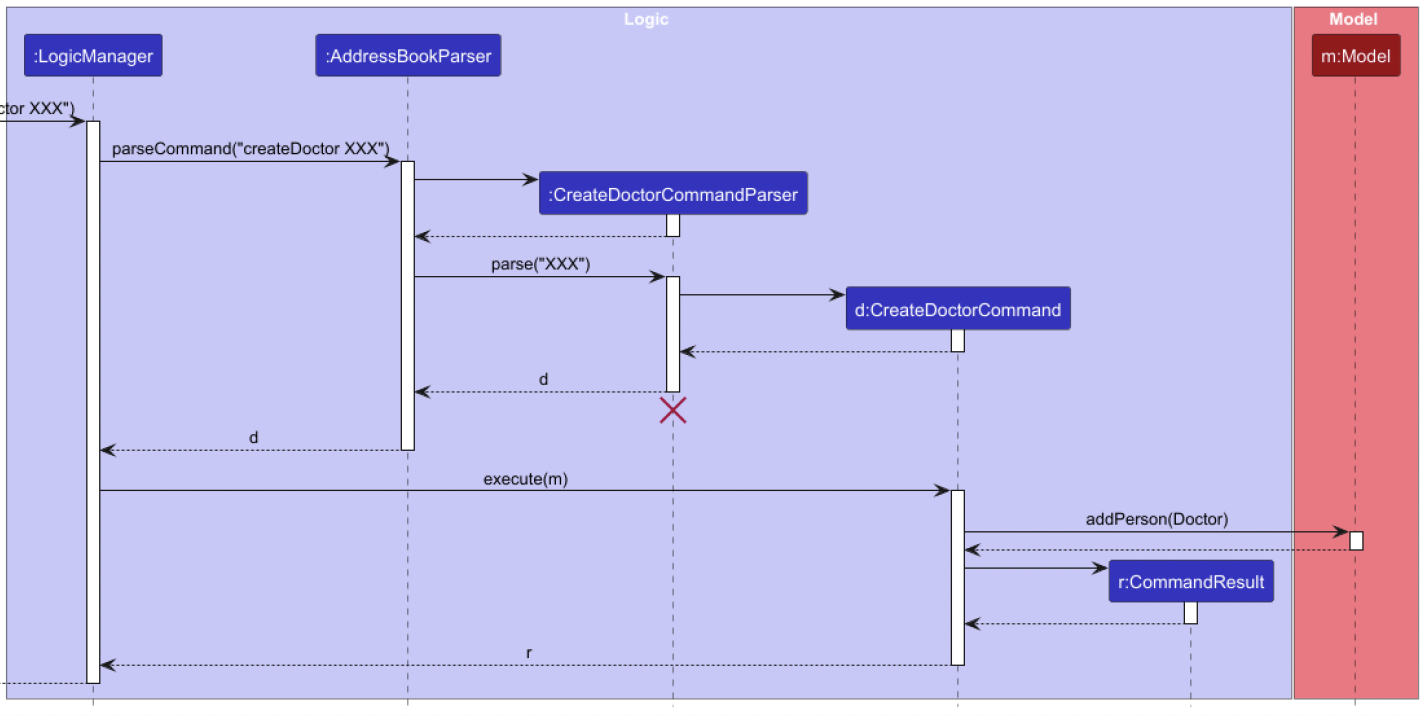 Logic
Model
:LogicManager
:AddressBookParser
m:Model
ctor XXX")
parseCommand("createDoctor XXX")
:CreateDoctorCommandParser
parse("XXX")
d:CreateDoctorCommand
d
d
execute(m)
addPerson(Doctor)
r:CommandResult
r